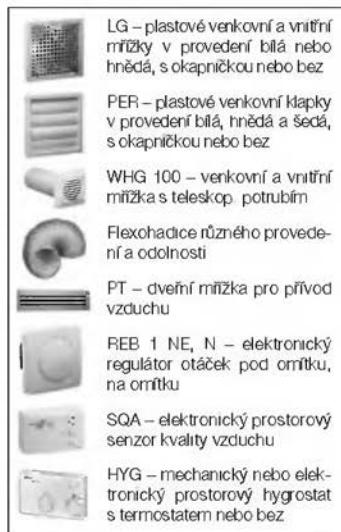 LG – plastové venkovní a vnitřní
mřížky v provedení bílá nebo
hnědá, s okapničkou nebo bez
PER – plastové venkovní klapky
v provedení bílá, hnědá a šedá,
s okapničkou nebo bez
WHG 100 – venkovní a vnitřní
mřížka s teleskop. potrubím
Flexohadice různého provede-
ní a odolnosti
PT – dveřní mřížka pro přívod
vzduchu
REB 1 NE, N – elektronický
regulátor otáček pod omítku,
na omítku
SQA – elektronický prostorový
senzor kvality vzduchu
HYG – mechanický nebo elek-
tronický prostorový hygrostat
s termostatem nebo bez